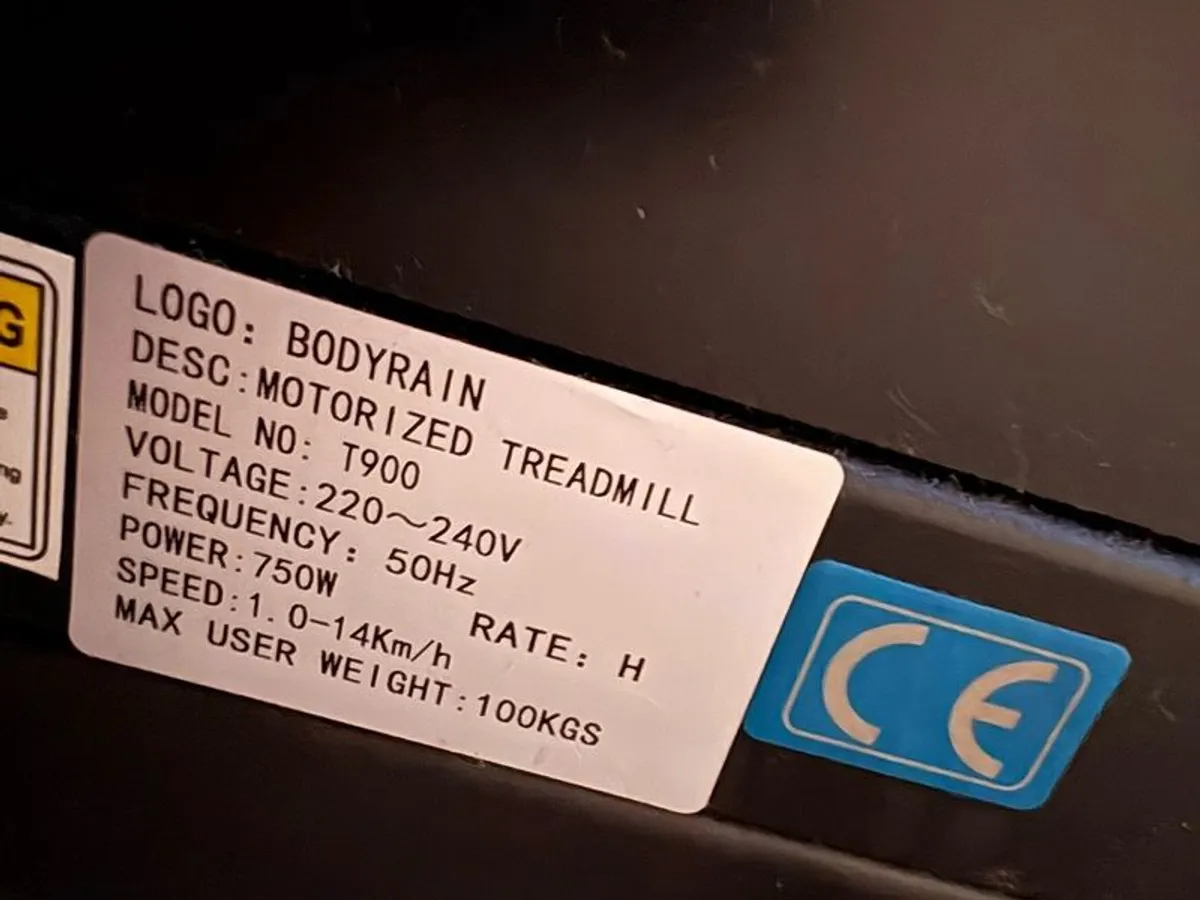 LOGO: BODYRAIN
DESC:MOTORIZED TREADMILL
MODEL NO: T900
VOLTAGE:220~240V
FREQUENCY: 50Hz
POWER:750W RATE: H
SPEED:1.0-14Km/h
MAX USER WEIGHT:100KGS
CE
G
ng
y.